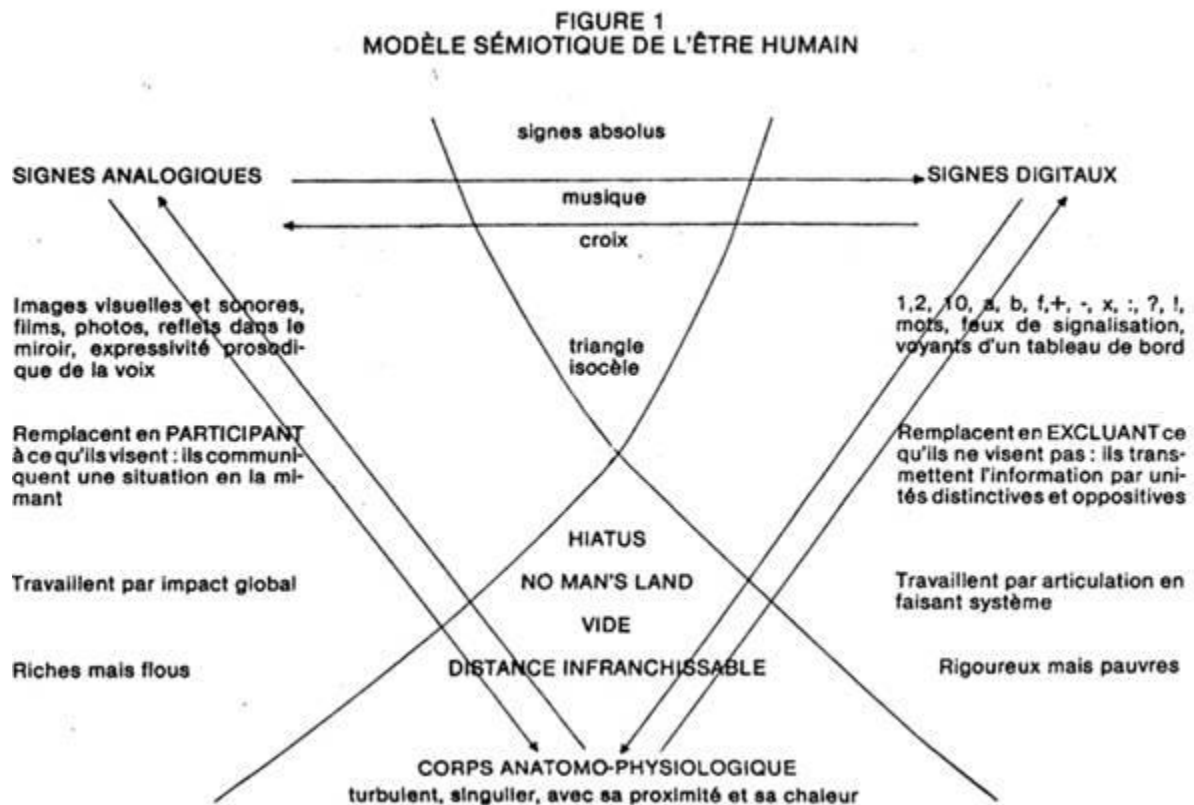 FIGURE 1
MODÈLE SÉMIOTIQUE DE L'ÊTRE HUMAIN
signes absolus
SIGNES ANALOGIQUES
SIGNES DIGITAUX
musique
croix
Images visuelles et sonores,
films, photos, reflets dans le
miroir, expressivité prosodi-
que de la voix
triangle
isocèle
1,2, 10, a, b, f,+, -, x, :, ?, !,
mots, feux de signalisation,
voyants d'un tableau de bord
Remplacent en PARTICIPANT
à ce qu'ils visent : ils communi-
quent une situation en la mi-
mant
Remplacent en EXCLUANT ce
qu'ils ne visent pas : ils trans-
mettent l'information par uni-
tés distinctives et oppositives
HIATUS
NO MAN'S LAND
VIDE
DISTANCE INFRANCHISSABLE
Travaillent par impact global
Travaillent par articulation en
faisant système
Riches mais flous
Rigoureux mais pauvres
CORPS ANATOMO-PHYSIOLOGIQUE
turbulent, singulier, avec sa proximité et sa chaleur